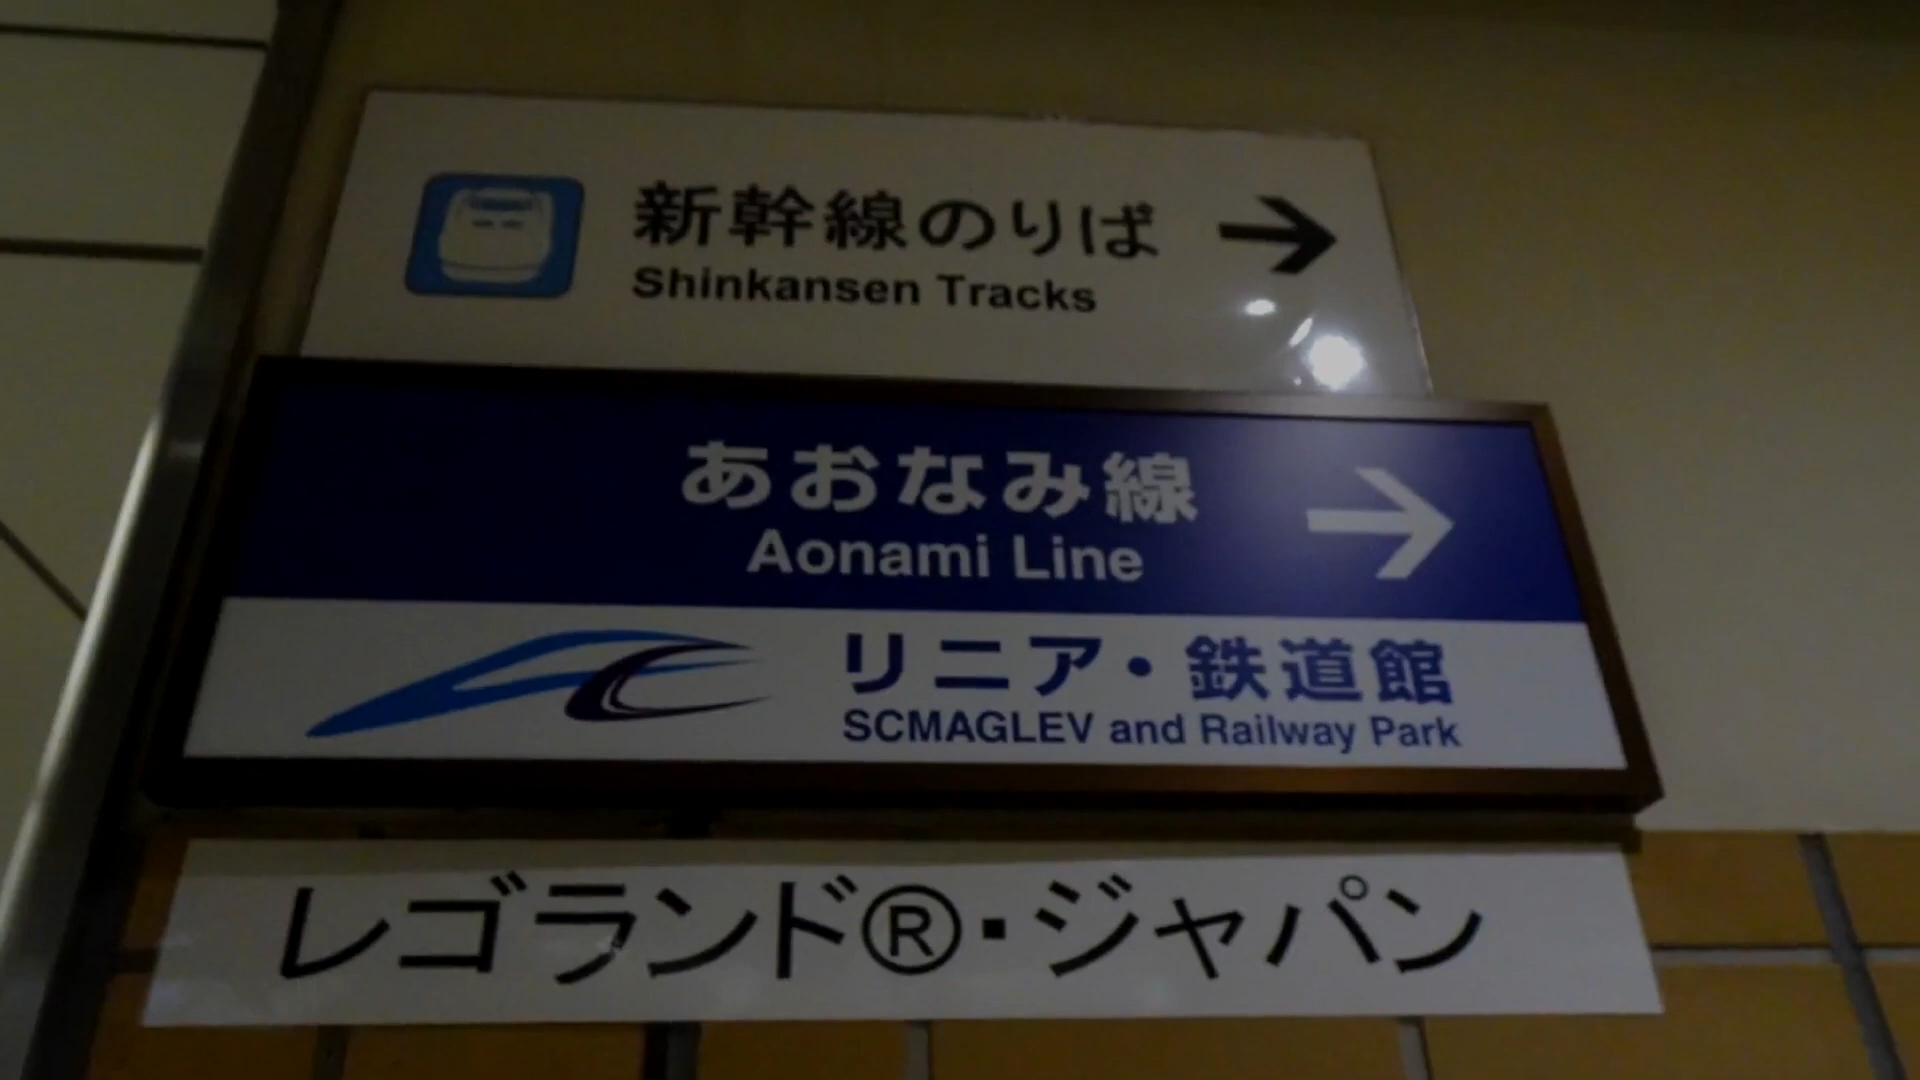 新幹線のりば →
Shinkansen Tracks
あおなみ線 →
Aonami Line
リニア・鉄道館
SCMAGLEV and Railway Park
レゴランド®・ジャパン